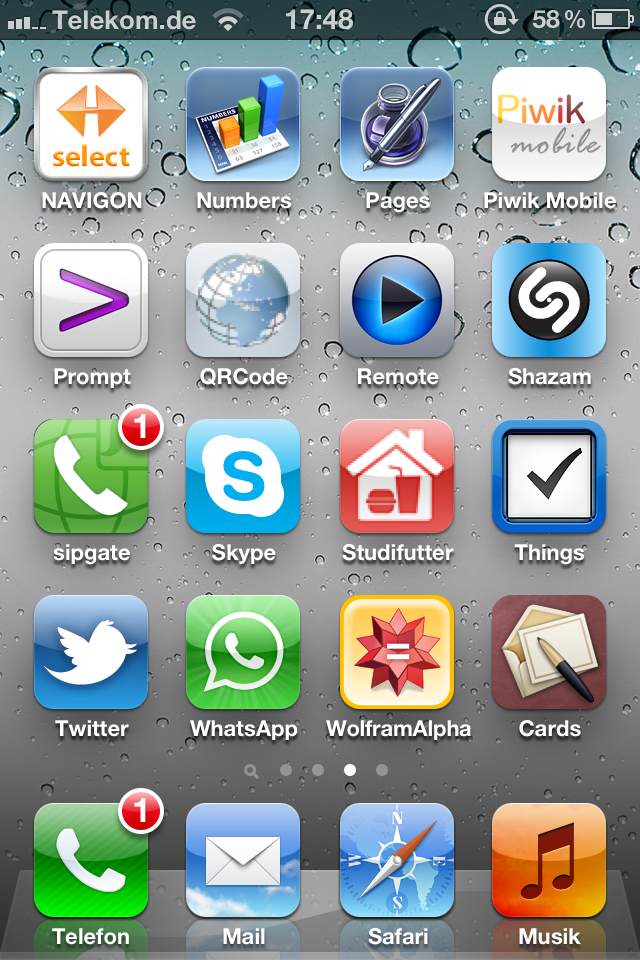 Telekom.de 17:48 58 %
select NUMBERS Piwik
mobile
NAVIGON Numbers Pages Piwik Mobile
Prompt QRCode Remote Shazam
1
sipgate Skype Studifutter Things
Twitter WhatsApp WolframAlpha Cards
1
N
S
Telefon Mail Safari Musik